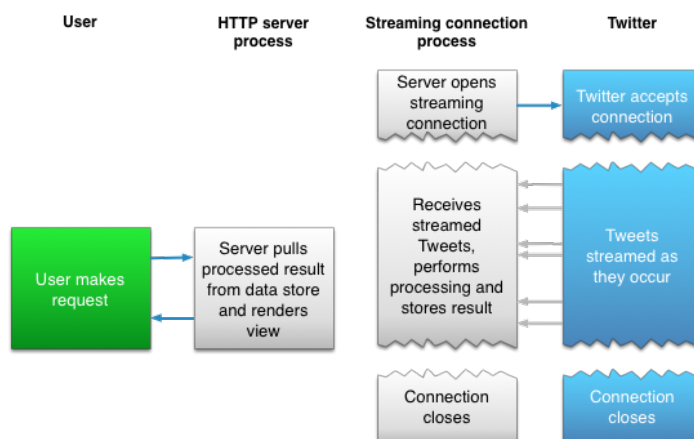 User
HTTP server
process
Streaming connection
process
Twitter
Server opens
streaming
connection
Twitter accepts
connection
User makes
request
Server pulls
processed result
from data store
and renders
view
Receives
streamed
Tweets,
performs
processing and
stores result
Tweets
streamed as
they occur
Connection
closes
Connection
closes